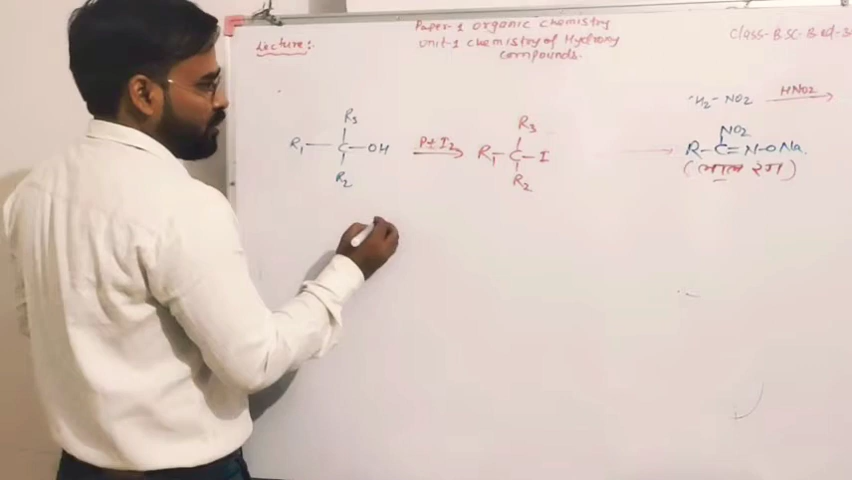 Lecture:
Paper-1 Organic Chemistry
Unit-1 Chemistry of Hydroxy
Compounds.
Class- B.SC- B.ed-
R3
R1 — C — OH
R2
P+I2
R3
R1 — C — I
R2
H2 - NO2
HNO2
NO2
R - C = N - ONa.
(लाल रंग)